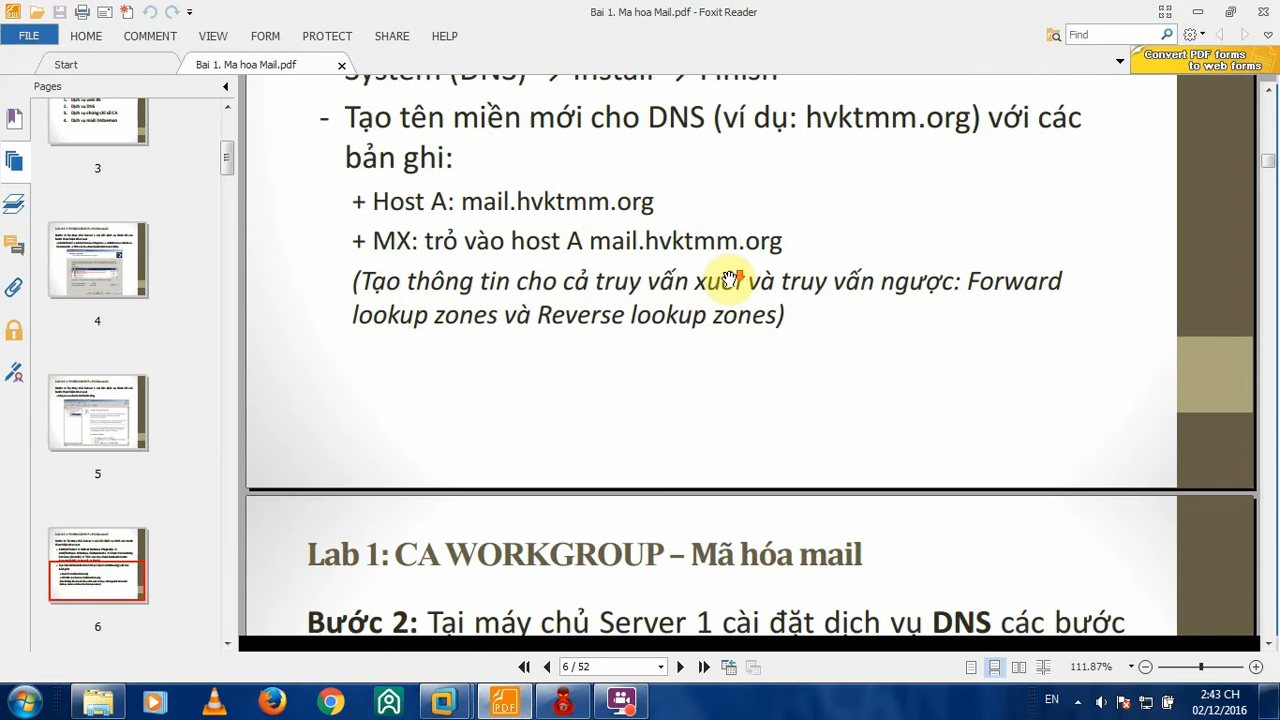 Bai 1. Ma hoa Mail.pdf - Foxit Reader
FILE HOME COMMENT VIEW FORM PROTECT SHARE HELP
Find
Start Bai 1. Ma hoa Mail.pdf
Convert PDF forms
to web forms
Pages
System (DNS) → Install → Finish
- Tạo tên miền mới cho DNS (ví dụ: hvktmm.org) với các
bản ghi:
+ Host A: mail.hvktmm.org
+ MX: trỏ vào host A mail.hvktmm.org
(Tạo thông tin cho cả truy vấn xuôi và truy vấn ngược: Forward
lookup zones và Reverse lookup zones)
3
4
5
6
Lab 1: CA WORKGROUP – Mã hóa mail
Bước 2: Tại máy chủ Server 1 cài đặt dịch vụ DNS các bước
6 / 52
111.87%
PDF
EN
2:43 CH
02/12/2016